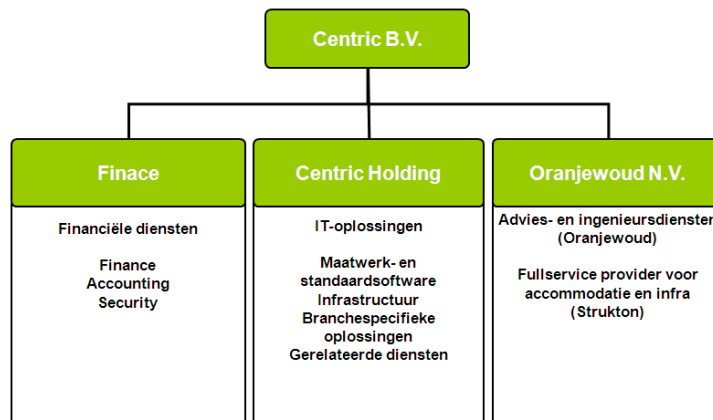 Centric B.V.
Finace
Financiële diensten
Finance
Accounting
Security
Centric Holding
IT-oplossingen
Maatwerk- en
standaardsoftware
Infrastructuur
Branchespecifieke
oplossingen
Gerelateerde diensten
Oranjewoud N.V.
Advies- en ingenieursdiensten
(Oranjewoud)
Fullservice provider voor
accommodatie en infra
(Strukton)